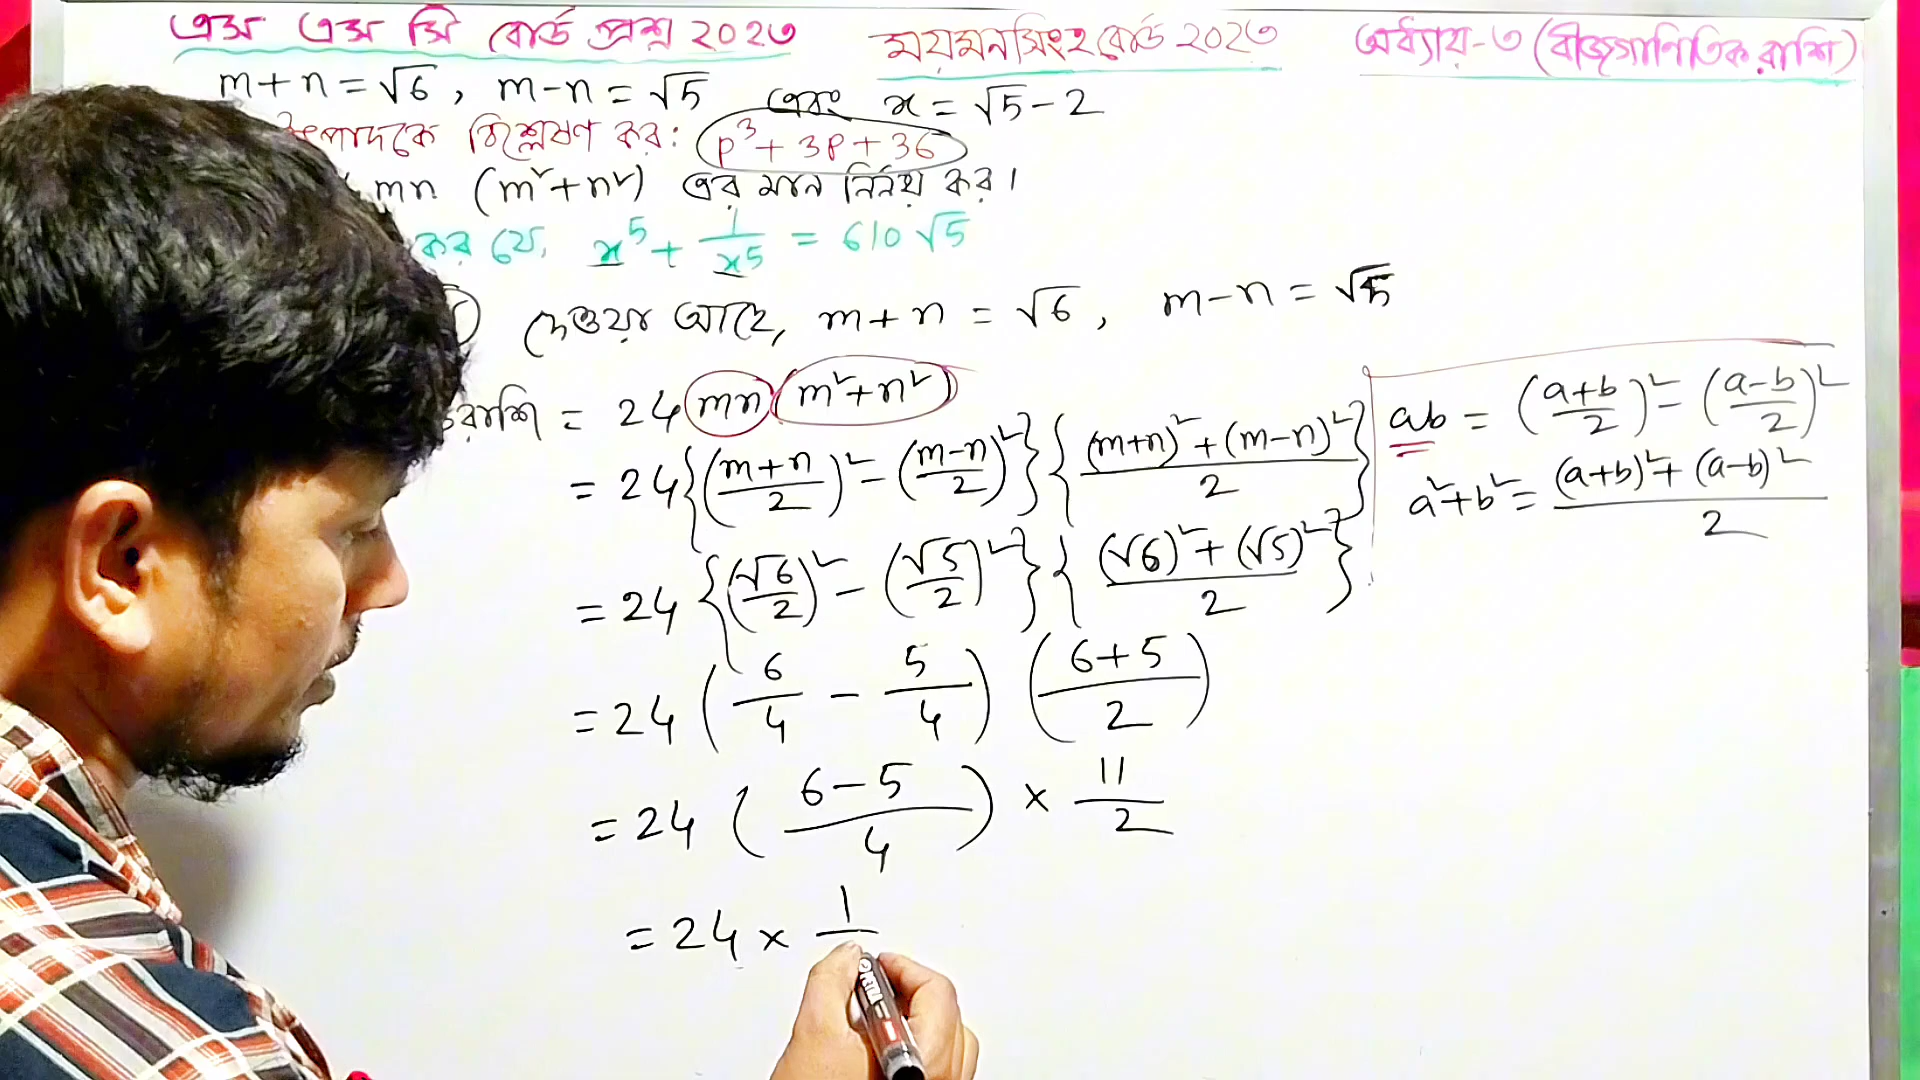 এস এস সি বোর্ড প্রশ্ন ২০২৩ ময়মনসিংহ বোর্ড ২০২৩ অধ্যায়-৩ (বীজগাণিতিক রাশি)
m+n=√6, m-n=√5 এবং x=√5-2
বিশ্লেষণ কর: p³+3p+36
mn (m²+n²) এর মান নির্ণয় কর।
কর যে, x⁵+1/x⁵ = 610√5
দেওয়া আছে, m+n = √6, m-n = √5
রাশি = 24 mn (m²+n²)
= 24{((m+n)/2)² - ((m-n)/2)²}{((m+n)²+(m-n)²)/2}
= 24{(√6/2)² - (√5/2)²}{((√6)²+(√5)²)/2}
= 24(6/4 - 5/4)((6+5)/2)
= 24((6-5)/4) × 11/2
= 24 × 1/
ab = ((a+b)/2)² - ((a-b)/2)²
a²+b² = ((a+b)²+(a-b)²)/2